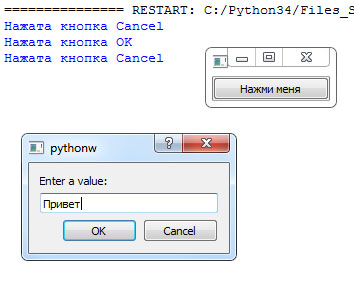 =============== RESTART: C:/Python34/Files_S
Нажата кнопка Cancel
Нажата кнопка OK
Нажата кнопка Cancel
Нажми меня
pythonw
Enter a value:
Привет
OK Cancel